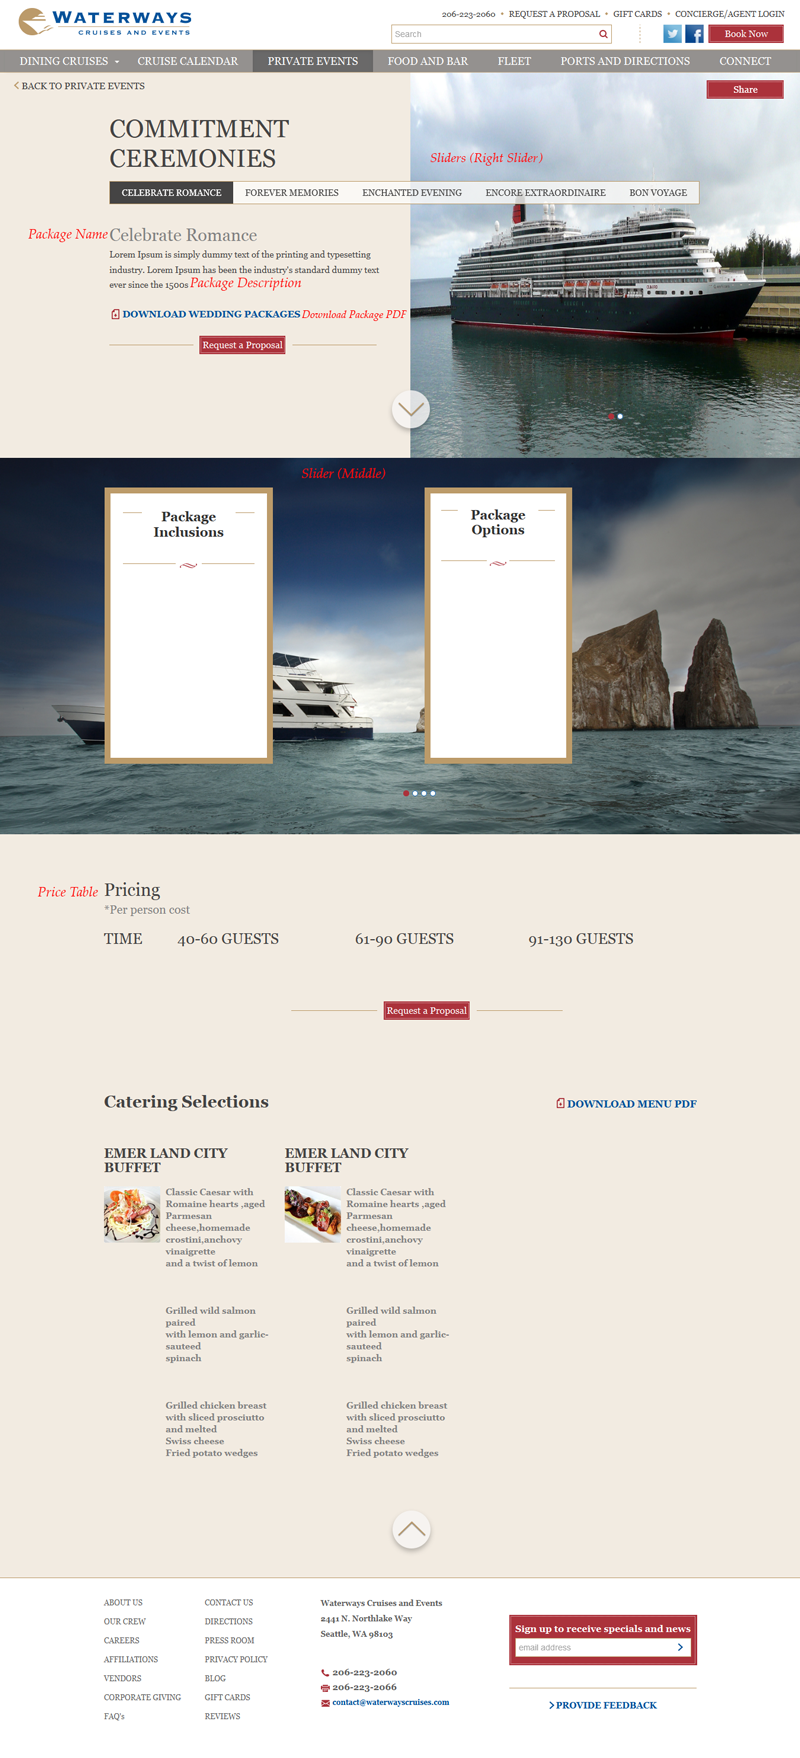 WATERWAYS
CRUISES AND EVENTS
206-223-2060 • REQUEST A PROPOSAL • GIFT CARDS • CONCIERGE/AGENT LOGIN
Search
Book Now
DINING CRUISES CRUISE CALENDAR PRIVATE EVENTS FOOD AND BAR FLEET PORTS AND DIRECTIONS CONNECT
BACK TO PRIVATE EVENTS
Share
COMMITMENT
CEREMONIES
Sliders (Right Slider)
CELEBRATE ROMANCE FOREVER MEMORIES ENCHANTED EVENING ENCORE EXTRAORDINAIRE BON VOYAGE
Package Name Celebrate Romance
Lorem Ipsum is simply dummy text of the printing and typesetting
industry. Lorem Ipsum has been the industry's standard dummy text
ever since the 1500s Package Description
DOWNLOAD WEDDING PACKAGES Download Package PDF
Request a Proposal
Slider (Middle)
Package
Inclusions
Package
Options
Price Table Pricing
*Per person cost
TIME 40-60 GUESTS 61-90 GUESTS 91-130 GUESTS
Request a Proposal
Catering Selections
DOWNLOAD MENU PDF
EMER LAND CITY
BUFFET
Classic Caesar with
Romaine hearts ,aged
Parmesan
cheese,homemade
crostini,anchovy
vinaigrette
and a twist of lemon
Grilled wild salmon
paired
with lemon and garlic-
sauteed
spinach
Grilled chicken breast
with sliced prosciutto
and melted
Swiss cheese
Fried potato wedges
EMER LAND CITY
BUFFET
Classic Caesar with
Romaine hearts ,aged
Parmesan
cheese,homemade
crostini,anchovy
vinaigrette
and a twist of lemon
Grilled wild salmon
paired
with lemon and garlic-
sauteed
spinach
Grilled chicken breast
with sliced prosciutto
and melted
Swiss cheese
Fried potato wedges
ABOUT US
OUR CREW
CAREERS
AFFILIATIONS
VENDORS
CORPORATE GIVING
FAQ's
CONTACT US
DIRECTIONS
PRESS ROOM
PRIVACY POLICY
BLOG
GIFT CARDS
REVIEWS
Waterways Cruises and Events
2441 N. Northlake Way
Seattle, WA 98103
206-223-2060
206-223-2066
contact@waterwayscruises.com
Sign up to receive specials and news
email address
PROVIDE FEEDBACK